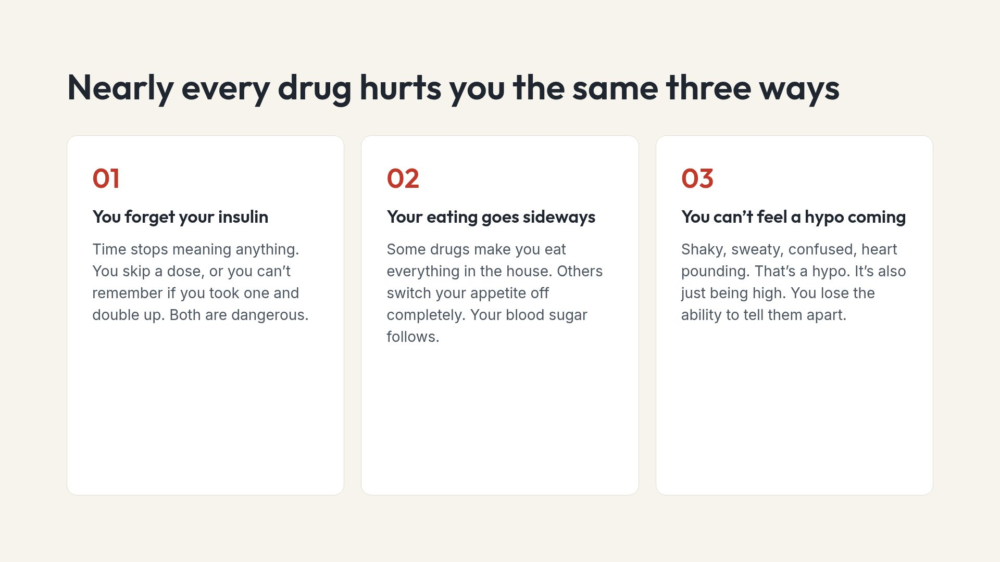 Nearly every drug hurts you the same three ways
01
You forget your insulin
Time stops meaning anything.
You skip a dose, or you can’t
remember if you took one and
double up. Both are dangerous.
02
Your eating goes sideways
Some drugs make you eat
everything in the house. Others
switch your appetite off
completely. Your blood sugar
follows.
03
You can’t feel a hypo coming
Shaky, sweaty, confused, heart
pounding. That’s a hypo. It’s also
just being high. You lose the
ability to tell them apart.